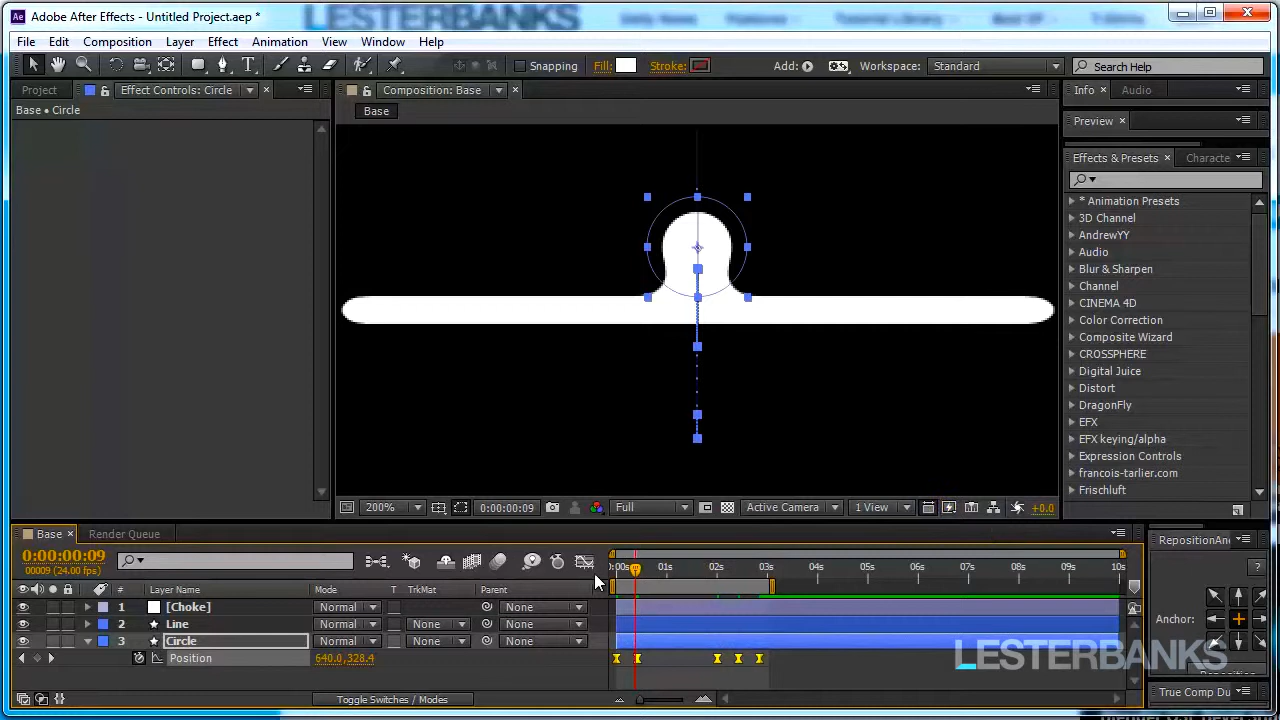 Adobe After Effects - Untitled Project.aep *
LESTERBANKS
File Edit Composition Layer Effect Animation View Window Help
Snapping Fill: Stroke: Add: Workspace: Standard Search Help
Project Effect Controls: Circle Composition: Base Info Audio
Base • Circle Base
Preview
Effects & Presets Characte
* Animation Presets
3D Channel
AndrewYY
Audio
Blur & Sharpen
Channel
CINEMA 4D
Color Correction
Composite Wizard
CROSSPHERE
Digital Juice
Distort
DragonFly
EFX
EFX keying/alpha
Expression Controls
francois-tarlier.com
Frischluft
200% 0:00:00:09 Full Active Camera 1 View +0.0
Base Render Queue
RepositionAn
0:00:00:09
00009 (24.00 fps)
:00s 01s 02s 03s 04s 05s 06s 07s 08s 09s 10s
# Layer Name Mode T TrkMat Parent
1 [Choke] Normal None
2 Line Normal None None
3 Circle Normal None None
Position 640.0,328.4
Anchor:
LESTERBANKS
Toggle Switches / Modes
True Comp Du